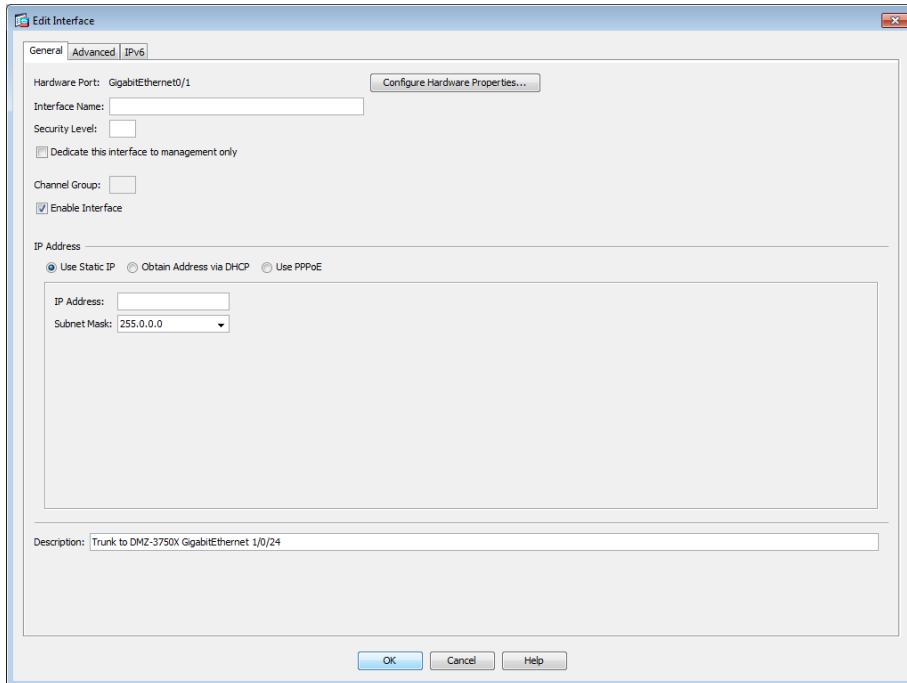 Edit Interface
General Advanced IPv6
Hardware Port: GigabitEthernet0/1 Configure Hardware Properties...
Interface Name:
Security Level:
Dedicate this interface to management only
Channel Group:
Enable Interface
IP Address
Use Static IP Obtain Address via DHCP Use PPPoE
IP Address:
Subnet Mask: 255.0.0.0
Description: Trunk to DMZ-3750X GigabitEthernet 1/0/24
OK Cancel Help